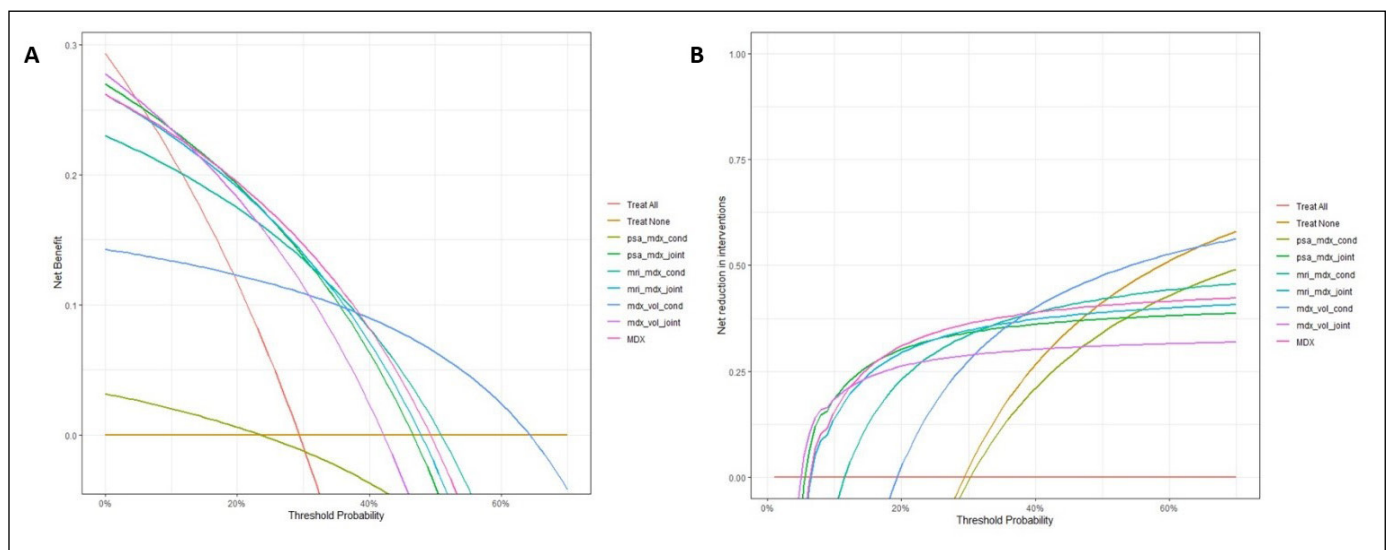 A
0.3
0.2
0.1
0.0
Net Benefit
0%
20%
40%
60%
Threshold Probability
Treat All
Treat None
psa_mdx_cond
psa_mdx_joint
mri_mdx_cond
mri_mdx_joint
mdx_vol_cond
mdx_vol_joint
MDX
B
1.00
0.75
0.50
0.25
0.00
Net reduction in interventions
0%
20%
40%
60%
Threshold Probability
Treat All
Treat None
psa_mdx_cond
psa_mdx_joint
mri_mdx_cond
mri_mdx_joint
mdx_vol_cond
mdx_vol_joint
MDX